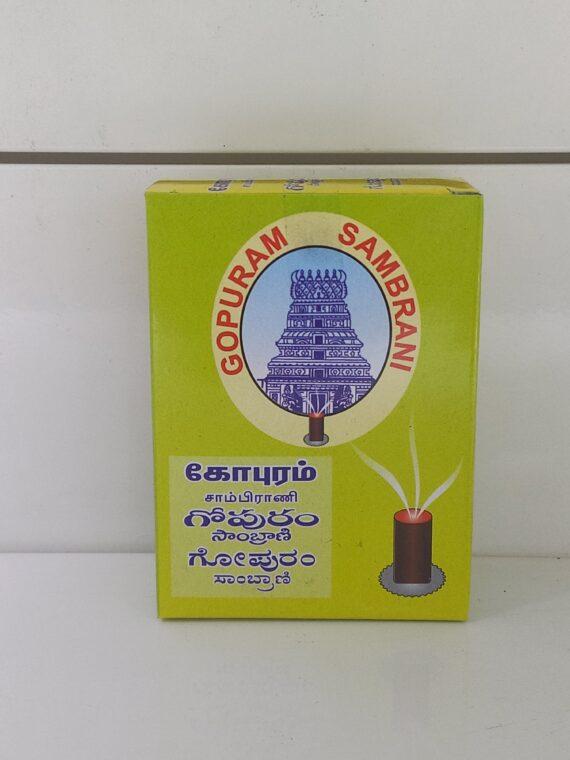 GOPURAM SAMBRANI
கோபுரம்
சாம்பிராணி
గోపురం
సాంబ్రాణి
ಗೋಪುರಂ
ಸಾಂಬ್ರಾಣಿ